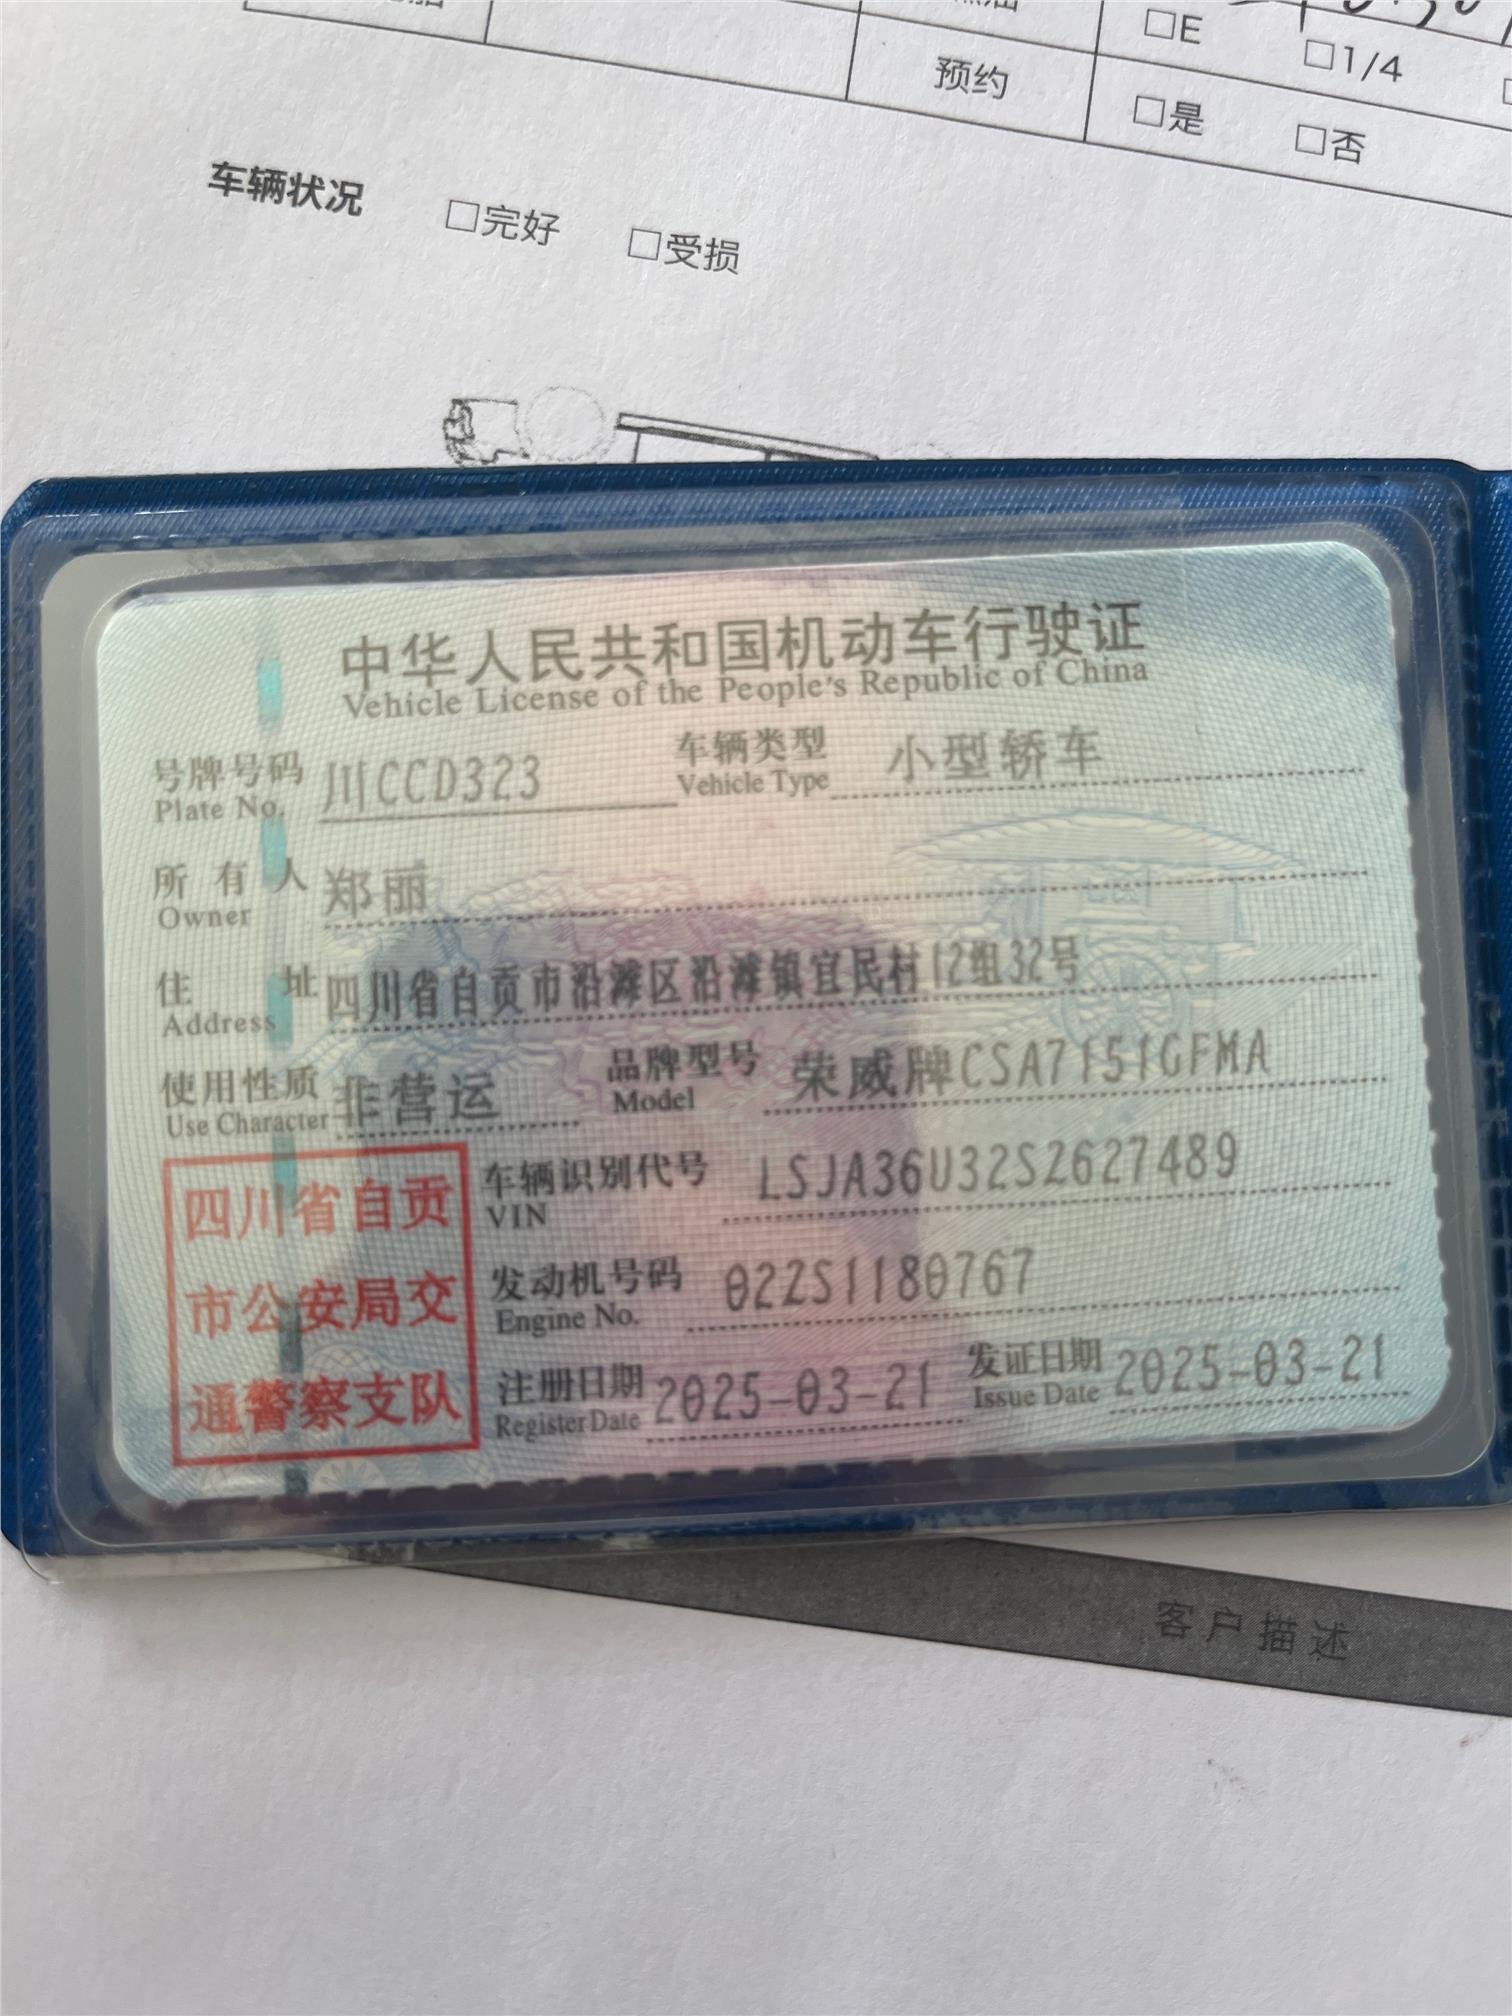 □E □1/4
预约 □是 □否
车辆状况 □完好 □受损
中华人民共和国机动车行驶证
Vehicle License of the People's Republic of China
号牌号码 川CCD323 车辆类型 小型轿车
Plate No. Vehicle Type
所有人 郑丽
Owner
住址 四川省自贡市沿滩区沿滩镇宜民村12组32号
Address
使用性质 非营运 品牌型号 荣威牌CSA7151GFMA
Use Character Model
四川省自贡
市公安局交
通警察支队
车辆识别代号 LSJA36U32S2627489
VIN
发动机号码 022S1180767
Engine No.
注册日期 2025-03-21 发证日期 2025-03-21
Register Date Issue Date
客户描述